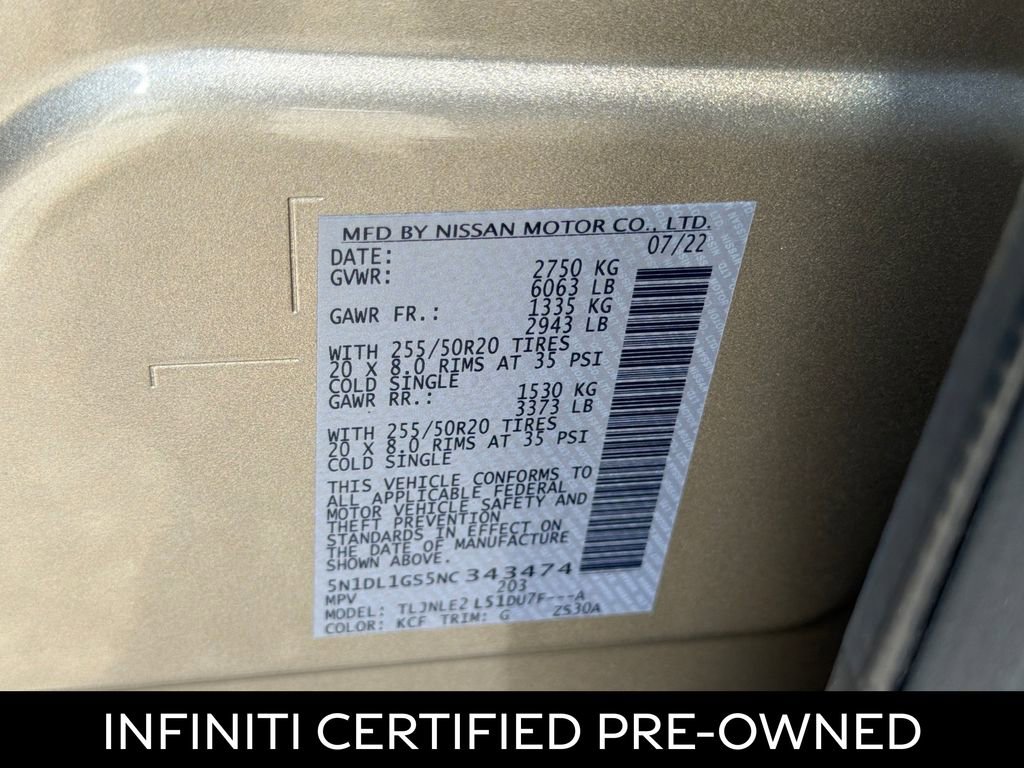 MFD BY NISSAN MOTOR CO., LTD.
DATE: 07/22
GVWR: 2750 KG
6063 LB
GAWR FR.: 1335 KG
2943 LB
WITH 255/50R20 TIRES
20 X 8.0 RIMS AT 35 PSI
COLD SINGLE
GAWR RR.: 1530 KG
3373 LB
WITH 255/50R20 TIRES
20 X 8.0 RIMS AT 35 PSI
COLD SINGLE
THIS VEHICLE CONFORMS TO
ALL APPLICABLE FEDERAL
MOTOR VEHICLE SAFETY AND
THEFT PREVENTION
STANDARDS IN EFFECT ON
THE DATE OF MANUFACTURE
SHOWN ABOVE.
5N1DL1GS5NC343474
MPV 203
MODEL: TLJNLE2 LS1DU7F---A
COLOR: KCF TRIM: G ZS30A
INFINITI CERTIFIED PRE-OWNED